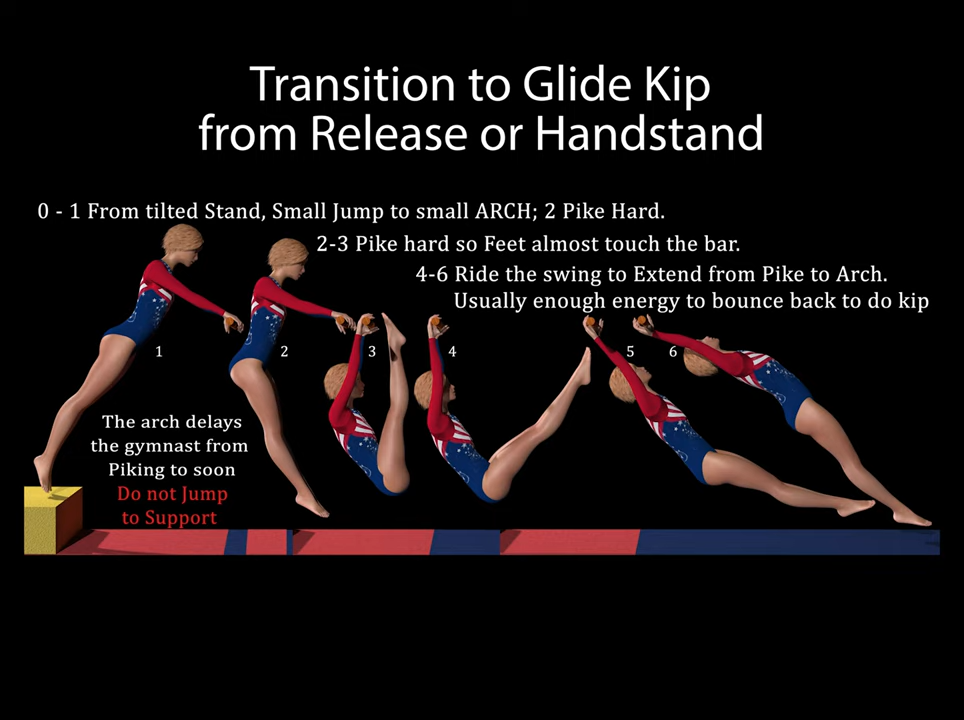 Transition to Glide Kip
from Release or Handstand
0 - 1 From tilted Stand, Small Jump to small ARCH; 2 Pike Hard.
2-3 Pike hard so Feet almost touch the bar.
4-6 Ride the swing to Extend from Pike to Arch.
Usually enough energy to bounce back to do kip
1 2 3 4 5 6
The arch delays
the gymnast from
Piking to soon
Do not Jump
to Support